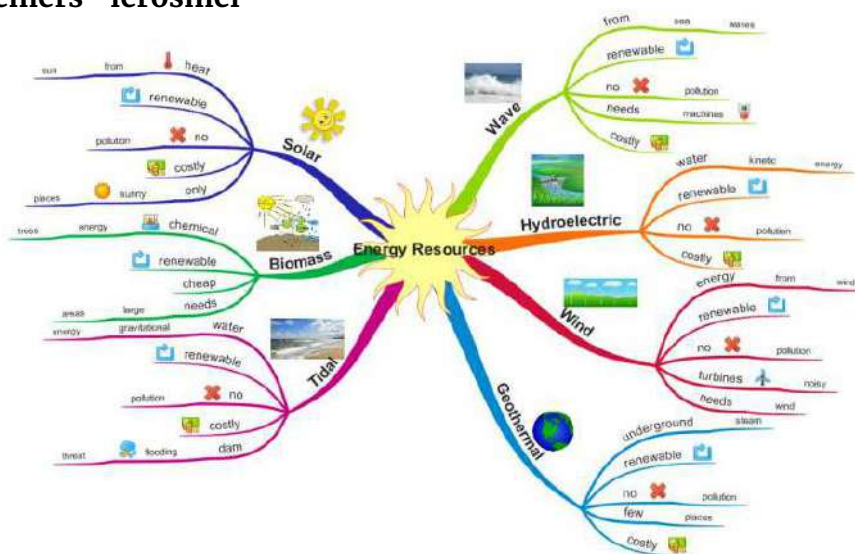 Energy Resources
Solar
sun from heat
renewable
pollution no
costly
places sunny only
Biomass
trees energy chemical
renewable
cheap
areas large needs
Tidal
energy gravitational water
renewable
pollution no
costly
threat flooding dam
Wave
from sea waves
renewable
no pollution
needs machines
costly
Hydroelectric
water kinetic energy
renewable
no pollution
costly
Wind
energy from wind
renewable
no pollution
turbines noisy
needs wind
Geothermal
underground steam
renewable
no pollution
few places
costly